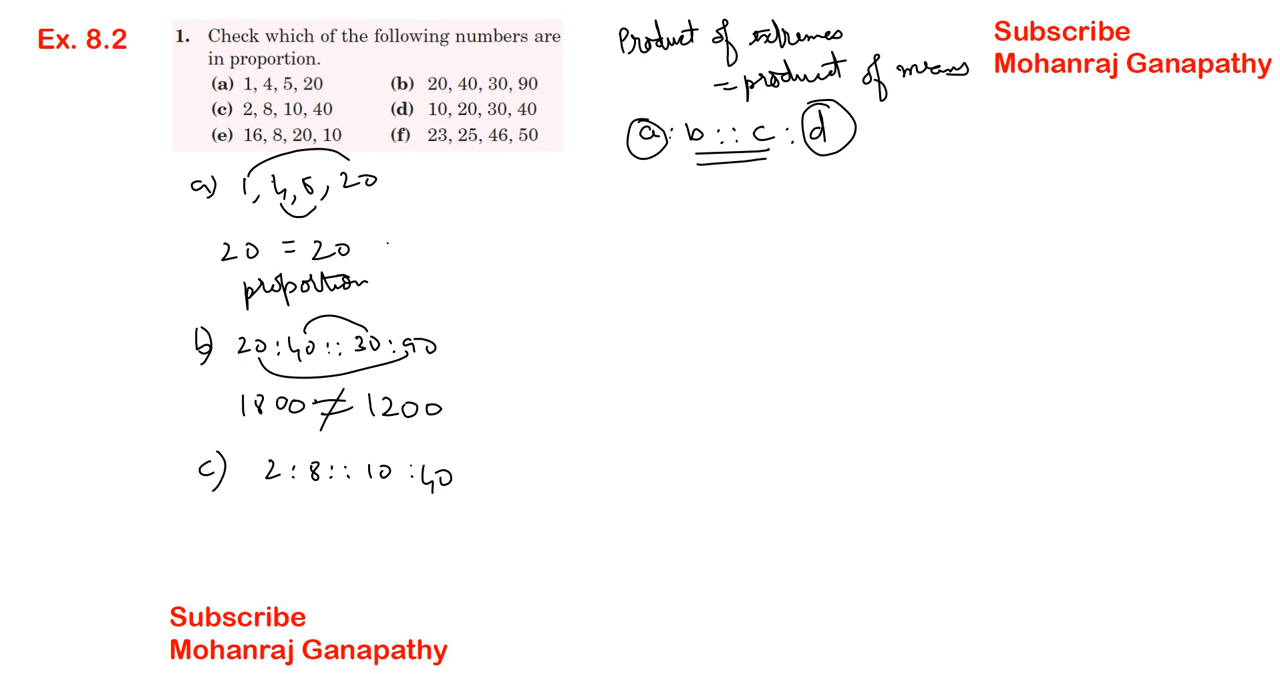 Ex. 8.2
1. Check which of the following numbers are
in proportion.
(a) 1, 4, 5, 20 (b) 20, 40, 30, 90
(c) 2, 8, 10, 40 (d) 10, 20, 30, 40
(e) 16, 8, 20, 10 (f) 23, 25, 46, 50
Product of extremes
= product of means
a : b :: c : d
Subscribe
Mohanraj Ganapathy
a) 1, 4, 5, 20
20 = 20
proportion
b) 20 : 40 :: 30 : 90
1800 ≠ 1200
c) 2 : 8 :: 10 : 40
Subscribe
Mohanraj Ganapathy